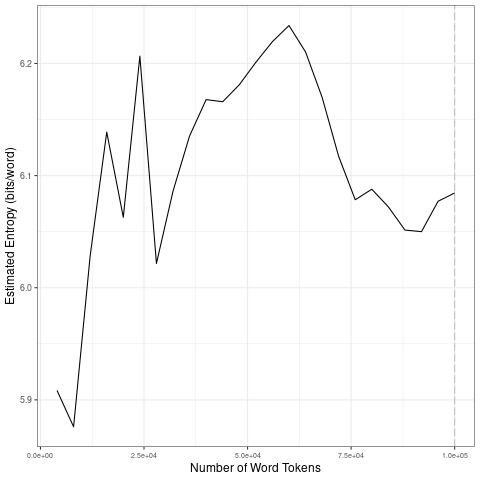 Estimated Entropy (bits/word)
6.2
6.1
6.0
5.9
0.0e+00 2.5e+04 5.0e+04 7.5e+04 1.0e+05
Number of Word Tokens